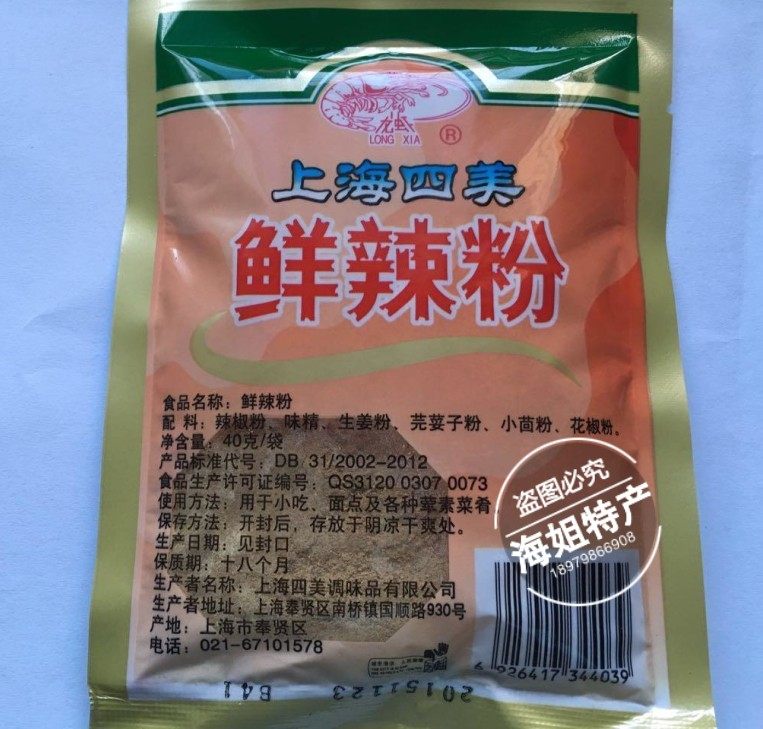 龙虾
LONG XIA
®
上海四美
鲜辣粉
食品名称：鲜辣粉
配 料：辣椒粉、味精、生姜粉、芫荽子粉、小茴粉、花椒粉。
净含量：40克/袋
产品标准代号：DB 31/2002-2012
食品生产许可证编号：QS3120 0307 0073
使用方法：用于小吃、面点及各种荤素菜肴
保存方法：开封后，存放于阴凉干爽处。
生产日期：见封口
保质期：十八个月
生产者名称：上海四美调味品有限公司
生产者地址：上海奉贤区南桥镇国顺路930号
产地：上海市奉贤区
电话：021-67101578
盗图必究
海姐特产
18979866908
6 926417 344039
20151123 B41